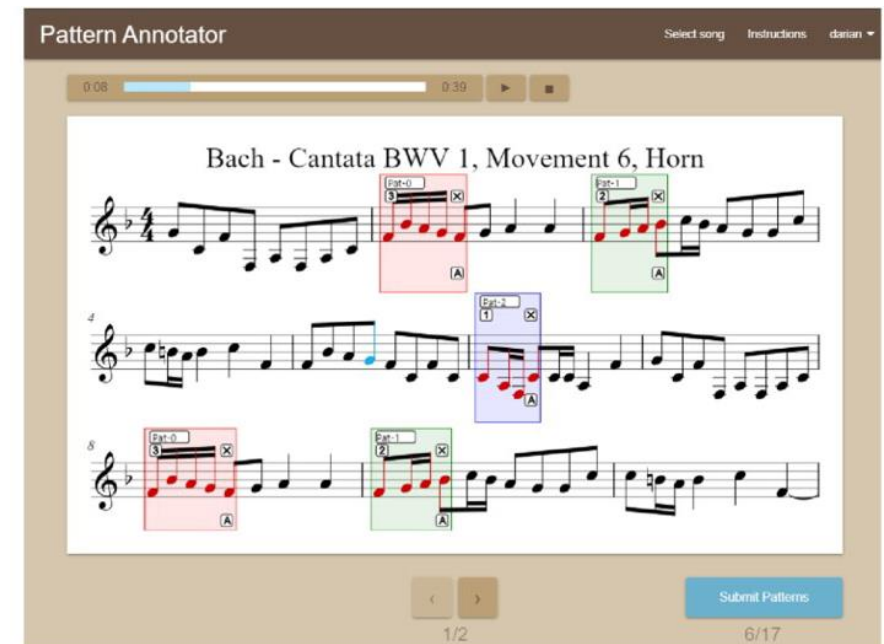 Pattern Annotator Select song Instructions darian
0:08 0:39
Bach - Cantata BWV 1, Movement 6, Horn
Pat-0 Pat-1
3 X 2 X
4
4
A A
4 Pat-2
1 X
A
8 Pat-0 Pat-1
3 X 2 X
A A
‹ › Submit Patterns
1/2 6/17